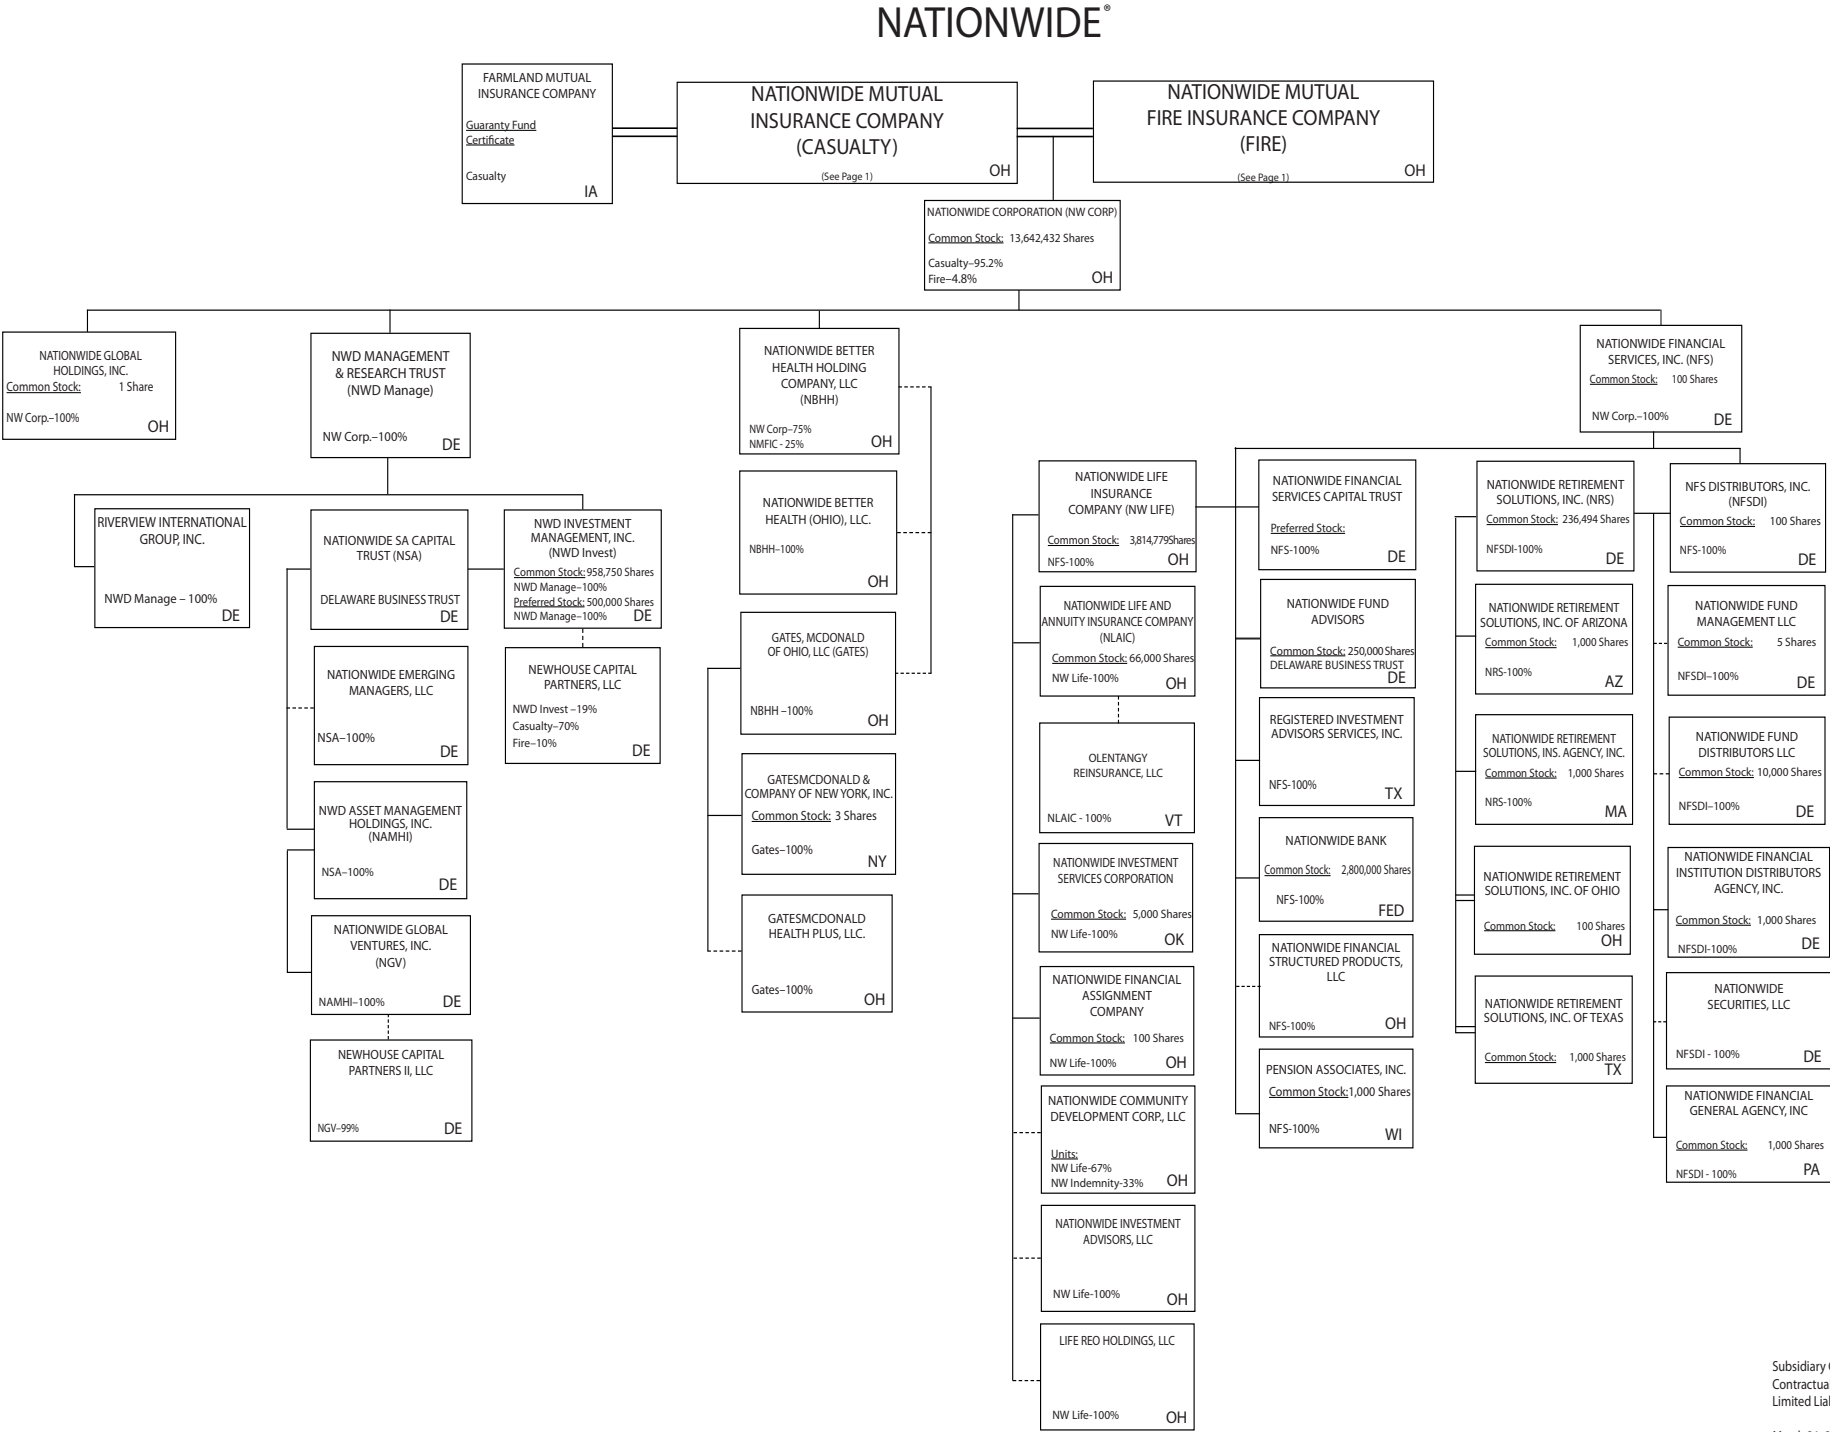 NATIONWIDE®
FARMLAND MUTUAL
INSURANCE COMPANY
Guaranty Fund
Certificate
Casualty
IA
NATIONWIDE MUTUAL
INSURANCE COMPANY
(CASUALTY)
(See Page 1)
OH
NATIONWIDE MUTUAL
FIRE INSURANCE COMPANY
(FIRE)
(See Page 1)
OH
NATIONWIDE CORPORATION (NW CORP)
Common Stock: 13,642,432 Shares
Casualty–95.2%
Fire–4.8%
OH
NATIONWIDE GLOBAL
HOLDINGS, INC.
Common Stock: 1 Share
NW Corp.–100%
OH
NWD MANAGEMENT
& RESEARCH TRUST
(NWD Manage)
NW Corp.–100%
DE
NATIONWIDE BETTER
HEALTH HOLDING
COMPANY, LLC
(NBHH)
NW Corp–75%
NMFIC - 25%
OH
NATIONWIDE FINANCIAL
SERVICES, INC. (NFS)
Common Stock: 100 Shares
NW Corp.–100%
DE
RIVERVIEW INTERNATIONAL
GROUP, INC.
NWD Manage – 100%
DE
NATIONWIDE SA CAPITAL
TRUST (NSA)
DELAWARE BUSINESS TRUST
DE
NWD INVESTMENT
MANAGEMENT, INC.
(NWD Invest)
Common Stock: 958,750 Shares
NWD Manage–100%
Preferred Stock: 500,000 Shares
NWD Manage–100%
DE
NATIONWIDE EMERGING
MANAGERS, LLC
NSA–100%
DE
NEWHOUSE CAPITAL
PARTNERS, LLC
NWD Invest –19%
Casualty–70%
Fire–10%
DE
NWD ASSET MANAGEMENT
HOLDINGS, INC.
(NAMHI)
NSA–100%
DE
NATIONWIDE GLOBAL
VENTURES, INC.
(NGV)
NAMHI–100%
DE
NEWHOUSE CAPITAL
PARTNERS II, LLC
NGV–99%
DE
NATIONWIDE BETTER
HEALTH (OHIO), LLC.
NBHH–100%
OH
GATES, MCDONALD
OF OHIO, LLC (GATES)
NBHH –100%
OH
GATESMCDONALD &
COMPANY OF NEW YORK, INC.
Common Stock: 3 Shares
Gates–100%
NY
GATESMCDONALD
HEALTH PLUS, LLC.
Gates–100%
OH
NATIONWIDE LIFE
INSURANCE
COMPANY (NW LIFE)
Common Stock: 3,814,779Shares
NFS-100%
OH
NATIONWIDE LIFE AND
ANNUITY INSURANCE COMPANY
(NLAIC)
Common Stock: 66,000 Shares
NW Life-100%
OH
OLENTANGY
REINSURANCE, LLC
NLAIC - 100%
VT
NATIONWIDE INVESTMENT
SERVICES CORPORATION
Common Stock: 5,000 Shares
NW Life-100%
OK
NATIONWIDE FINANCIAL
ASSIGNMENT
COMPANY
Common Stock: 100 Shares
NW Life-100%
OH
NATIONWIDE COMMUNITY
DEVELOPMENT CORP., LLC
Units:
NW Life-67%
NW Indemnity-33%
OH
NATIONWIDE INVESTMENT
ADVISORS, LLC
NW Life-100%
OH
LIFE REO HOLDINGS, LLC
NW Life-100%
OH
NATIONWIDE FINANCIAL
SERVICES CAPITAL TRUST
Preferred Stock:
NFS-100%
DE
NATIONWIDE FUND
ADVISORS
Common Stock: 250,000 Shares
DELAWARE BUSINESS TRUST
DE
REGISTERED INVESTMENT
ADVISORS SERVICES, INC.
NFS-100%
TX
NATIONWIDE BANK
Common Stock: 2,800,000 Shares
NFS-100%
FED
NATIONWIDE FINANCIAL
STRUCTURED PRODUCTS,
LLC
NFS-100%
OH
PENSION ASSOCIATES, INC.
Common Stock:1,000 Shares
NFS-100%
WI
NATIONWIDE RETIREMENT
SOLUTIONS, INC. (NRS)
Common Stock: 236,494 Shares
NFSDI-100%
DE
NATIONWIDE RETIREMENT
SOLUTIONS, INC. OF ARIZONA
Common Stock: 1,000 Shares
NRS-100%
AZ
NATIONWIDE RETIREMENT
SOLUTIONS, INS. AGENCY, INC.
Common Stock: 1,000 Shares
NRS-100%
MA
NATIONWIDE RETIREMENT
SOLUTIONS, INC. OF OHIO
Common Stock: 100 Shares
OH
NATIONWIDE RETIREMENT
SOLUTIONS, INC. OF TEXAS
Common Stock: 1,000 Shares
TX
NFS DISTRIBUTORS, INC.
(NFSDI)
Common Stock: 100 Shares
NFS-100%
DE
NATIONWIDE FUND
MANAGEMENT LLC
Common Stock: 5 Shares
NFSDI–100%
DE
NATIONWIDE FUND
DISTRIBUTORS LLC
Common Stock: 10,000 Shares
NFSDI–100%
DE
NATIONWIDE FINANCIAL
INSTITUTION DISTRIBUTORS
AGENCY, INC.
Common Stock: 1,000 Shares
NFSDI-100%
DE
NATIONWIDE
SECURITIES, LLC
NFSDI - 100%
DE
NATIONWIDE FINANCIAL
GENERAL AGENCY, INC
Common Stock: 1,000 Shares
NFSDI - 100%
PA
Subsidiary
Contractua
Limited Lia